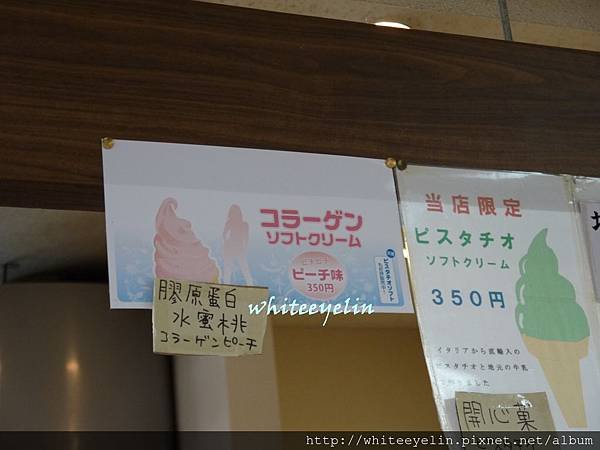 コラーゲン
ソフトクリーム
ピーチ味
350円
膠原蛋白
水蜜桃
コラーゲンピーチ
whiteeyelin
当店限定
ピスタチオ
ソフトクリーム
350円
イタリアから直輸入の
ピスタチオと地元の牛乳
ました
開心菓
http://whiteeyelin.pixnet.net/album